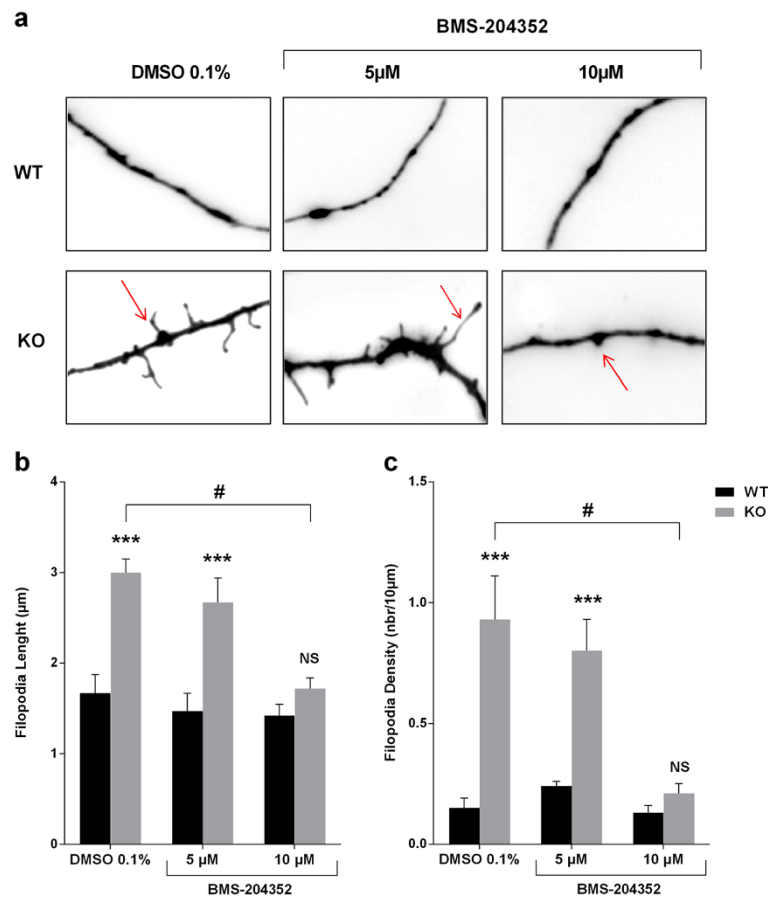 a
BMS-204352
DMSO 0.1%
5µM
10µM
WT
KO
b
4
3
2
1
0
Filopodia Lenght (µm)
#
***
***
NS
DMSO 0.1%
5 µM
10 µM
BMS-204352
c
1.5
1.0
0.5
0.0
Filopodia Density (nbr/10µm)
#
***
***
NS
DMSO 0.1%
5 µM
10 µM
BMS-204352
WT
KO